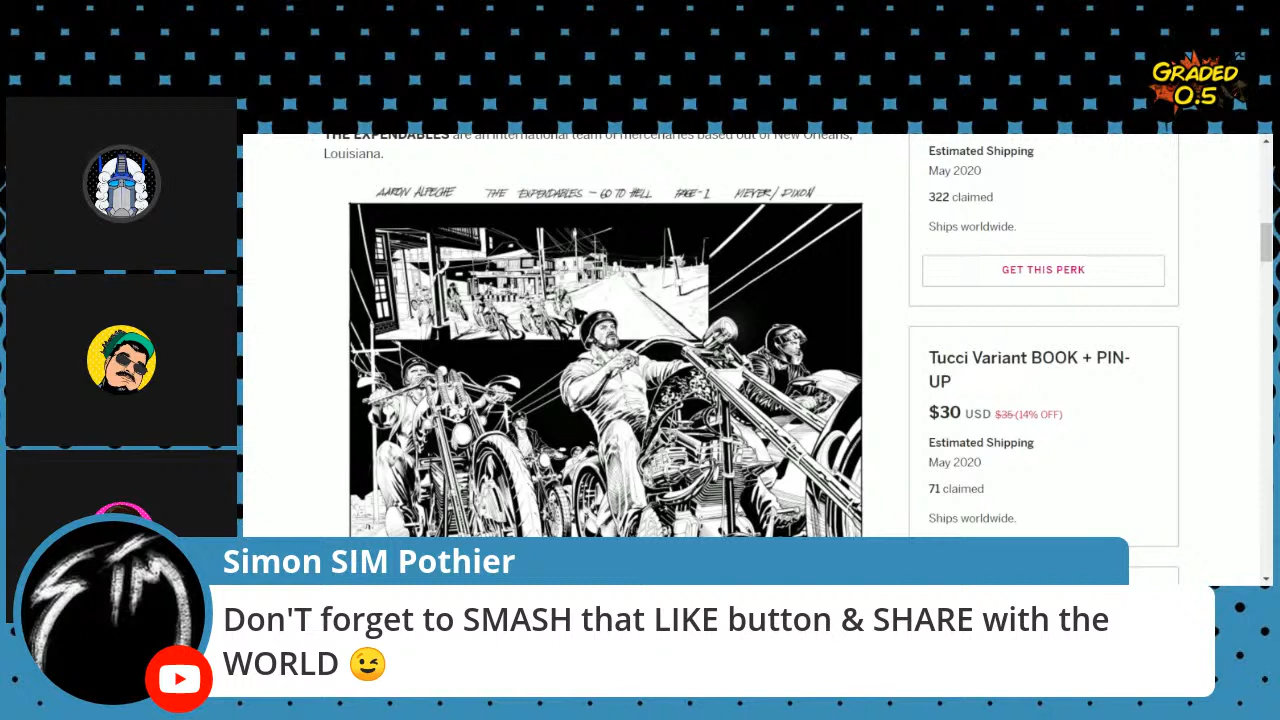 GRADED
0.5
THE EXPENDABLES are an international team of mercenaries based out of New Orleans,
Louisiana.
AARON ALPOCHE THE EXPENDABLES - GO TO HELL PAGE-1 MEYER/DIXON
Estimated Shipping
May 2020
322 claimed
Ships worldwide.
GET THIS PERK
Tucci Variant BOOK + PIN-
UP
$30 USD $35 (14% OFF)
Estimated Shipping
May 2020
71 claimed
Ships worldwide.
SIM
Simon SIM Pothier
Don'T forget to SMASH that LIKE button & SHARE with the
WORLD 😉